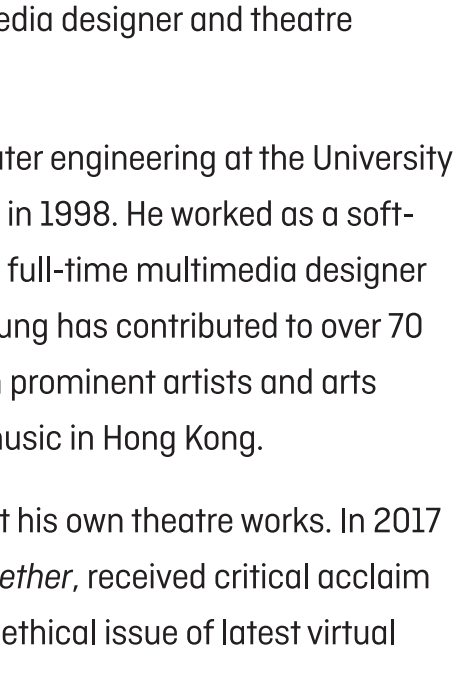 edia designer and theatre
ter engineering at the University
in 1998. He worked as a soft-
full-time multimedia designer
ung has contributed to over 70
prominent artists and arts
usic in Hong Kong.
t his own theatre works. In 2017
ether, received critical acclaim
ethical issue of latest virtual